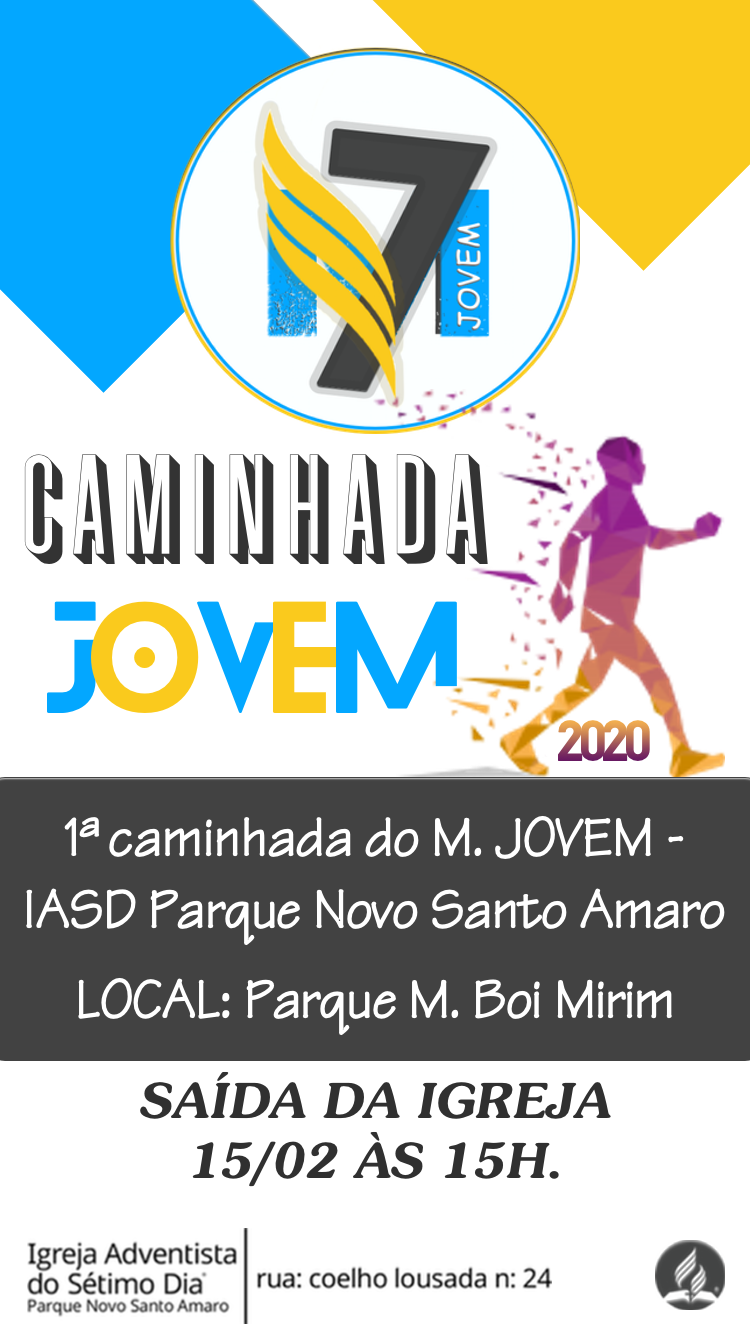 7
JOVEM
CAMINHADA
JOVEM
2020
1ª caminhada do M. JOVEM -
IASD Parque Novo Santo Amaro
LOCAL: Parque M. Boi Mirim
SAÍDA DA IGREJA
15/02 ÀS 15H.
Igreja Adventista
do Sétimo Dia®
Parque Novo Santo Amaro
rua: coelho lousada n: 24